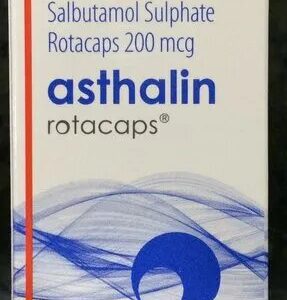 Salbutamol Sulphate
Rotacaps 200 mcg
asthalin
rotacaps®